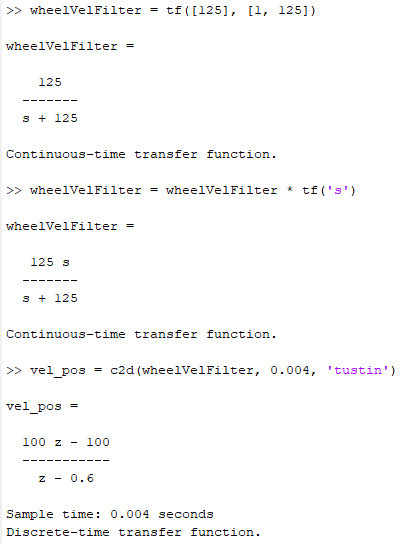 >> wheelVelFilter = tf([125], [1, 125])
wheelVelFilter =
125
-------
s + 125
Continuous-time transfer function.
>> wheelVelFilter = wheelVelFilter * tf('s')
wheelVelFilter =
125 s
-------
s + 125
Continuous-time transfer function.
>> vel_pos = c2d(wheelVelFilter, 0.004, 'tustin')
vel_pos =
100 z - 100
-----------
z - 0.6
Sample time: 0.004 seconds
Discrete-time transfer function.